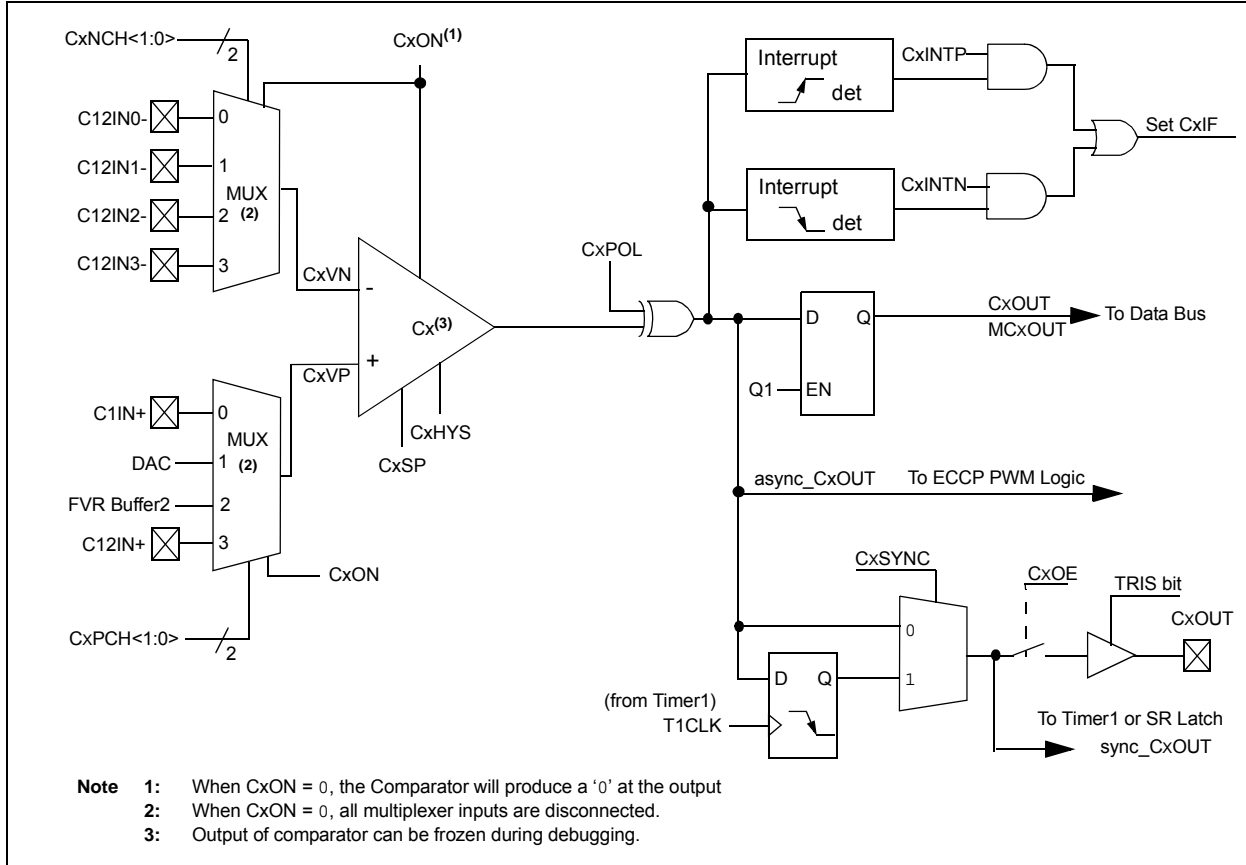 CxNCH<1:0>
2
CxON(1)
C12IN0-
C12IN1-
C12IN2-
C12IN3-
0
1
2
3
MUX
(2)
CxVN
-
Cx(3)
+
CxVP
CxHYS
CxSP
C1IN+
DAC
FVR Buffer2
C12IN+
0
1
2
3
MUX
(2)
CxON
CxPCH<1:0>
2
CxPOL
Interrupt
det
CxINTP
Interrupt
det
CxINTN
Set CxIF
D
Q
Q1
EN
CxOUT
MCxOUT
To Data Bus
async_CxOUT
To ECCP PWM Logic
CxSYNC
0
1
D
Q
(from Timer1)
T1CLK
CxOE
TRIS bit
CxOUT
To Timer1 or SR Latch
sync_CxOUT
Note 1: When CxON = 0, the Comparator will produce a ‘0’ at the output
2: When CxON = 0, all multiplexer inputs are disconnected.
3: Output of comparator can be frozen during debugging.